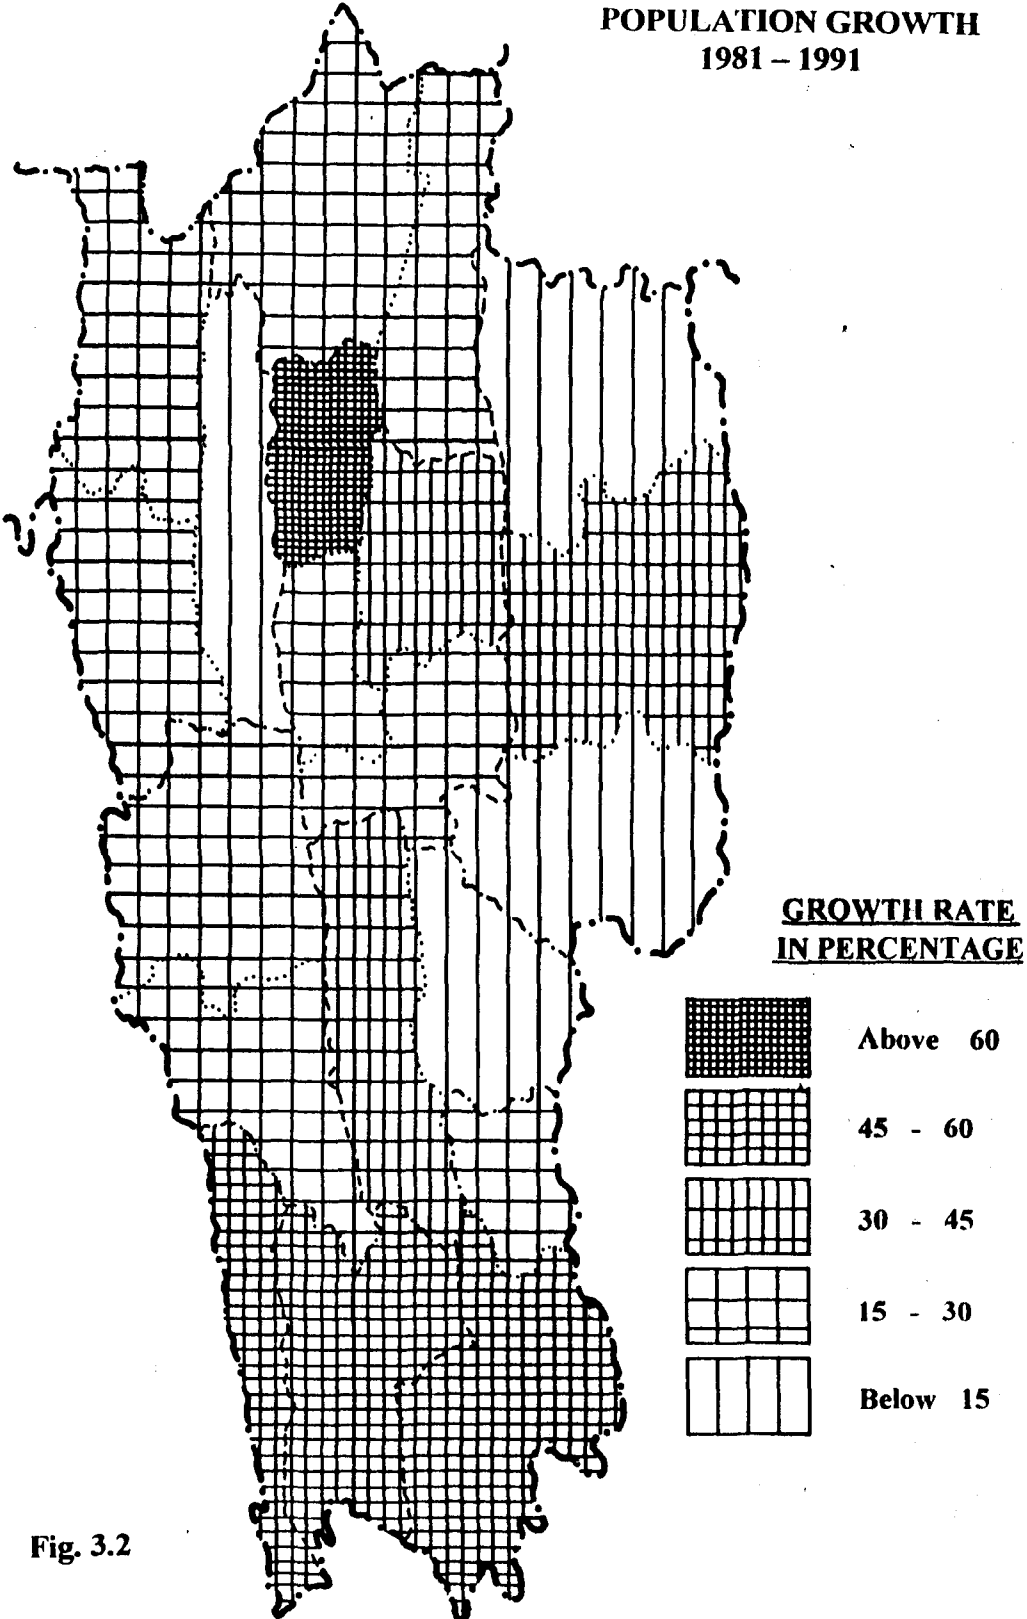 POPULATION GROWTH
1981 – 1991
GROWTH RATE
IN PERCENTAGE
Above 60
45 - 60
30 - 45
15 - 30
Below 15
Fig. 3.2